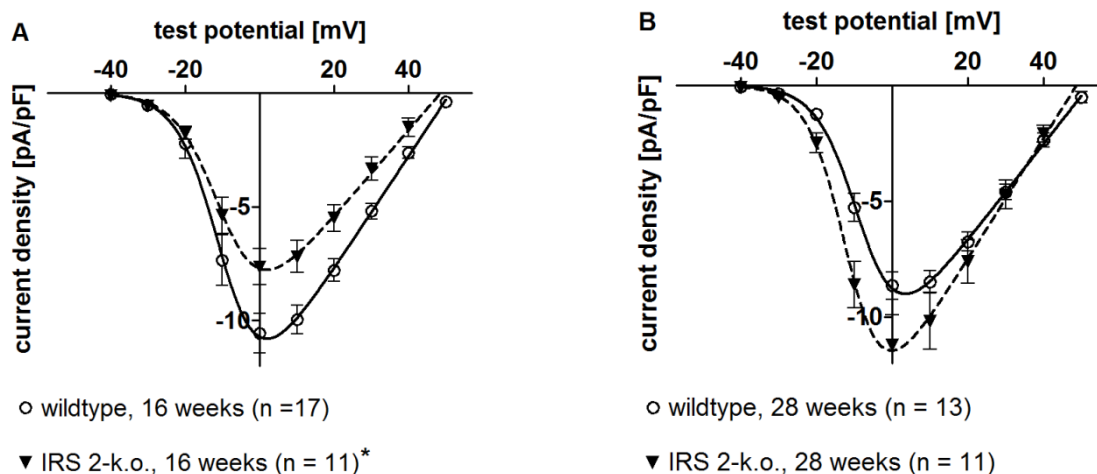 A
test potential [mV]
-40 -20 20 40
current density [pA/pF]
-5
-10
wildtype, 16 weeks (n =17)
IRS 2-k.o., 16 weeks (n = 11)*
B
test potential [mV]
-40 -20 20 40
current density [pA/pF]
-5
-10
wildtype, 28 weeks (n = 13)
IRS 2-k.o., 28 weeks (n = 11)